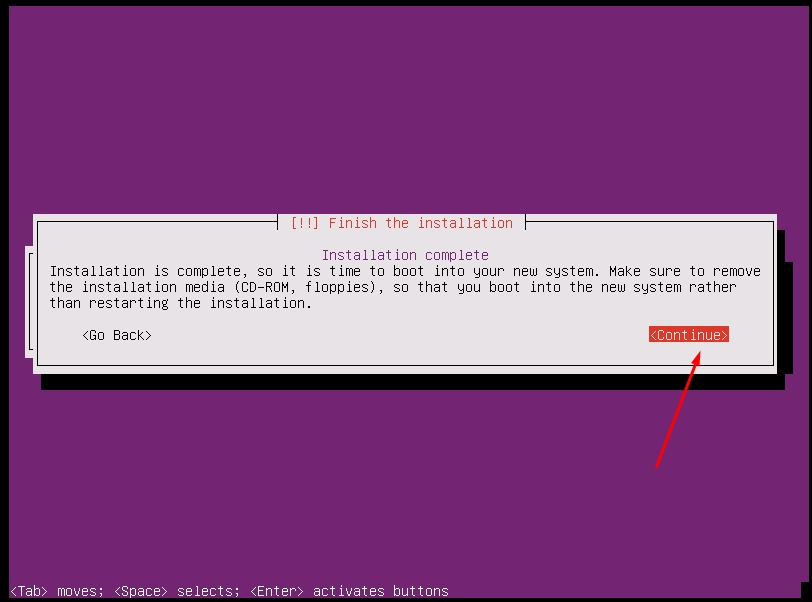 [!!] Finish the installation
Installation complete
Installation is complete, so it is time to boot into your new system. Make sure to remove
the installation media (CD-ROM, floppies), so that you boot into the new system rather
than restarting the installation.
<Go Back> <Continue>
<Tab> moves; <Space> selects; <Enter> activates buttons